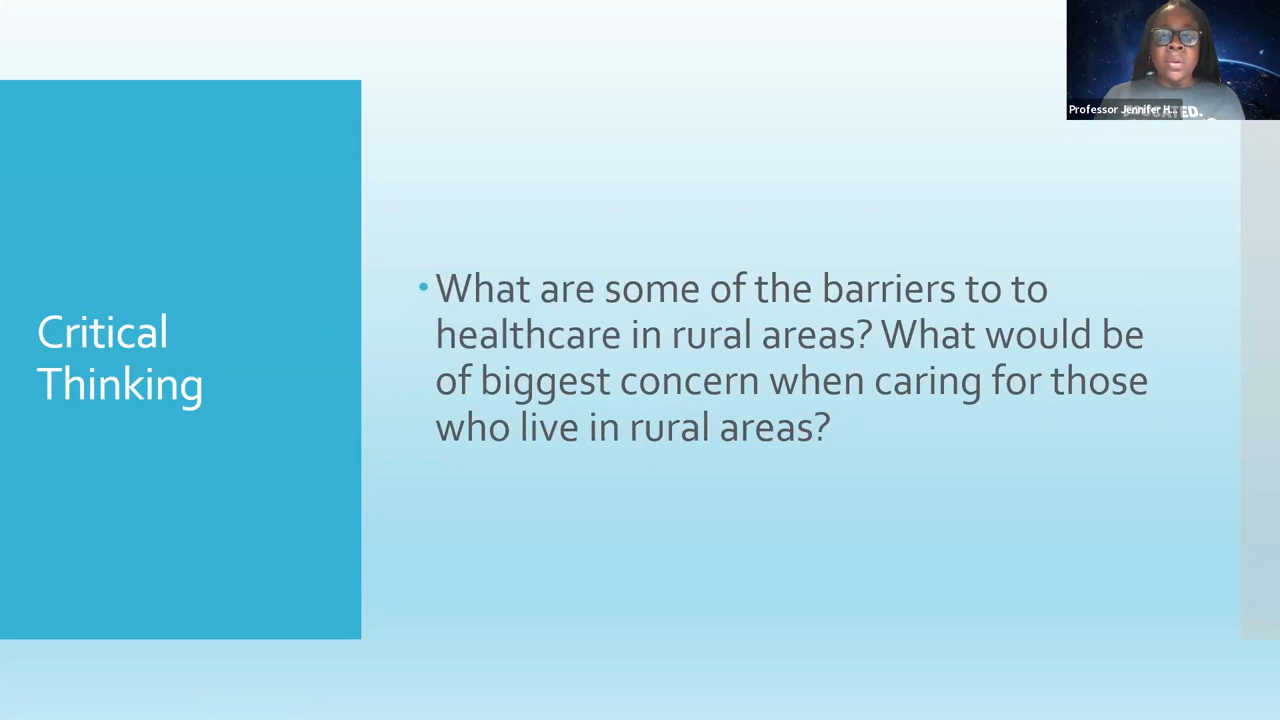 Professor Jennifer H...
Critical
Thinking
• What are some of the barriers to to
healthcare in rural areas? What would be
of biggest concern when caring for those
who live in rural areas?